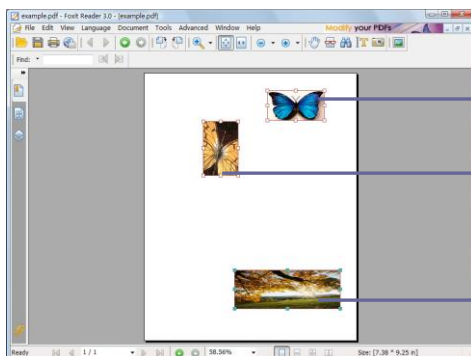 example.pdf - Foxit Reader 3.0 - [example.pdf]
File Edit View Language Document Tools Advanced Window Help Modify your PDFs
Find:
Ready 1 / 1 58.56% Size: [7.38 * 9.25 in]